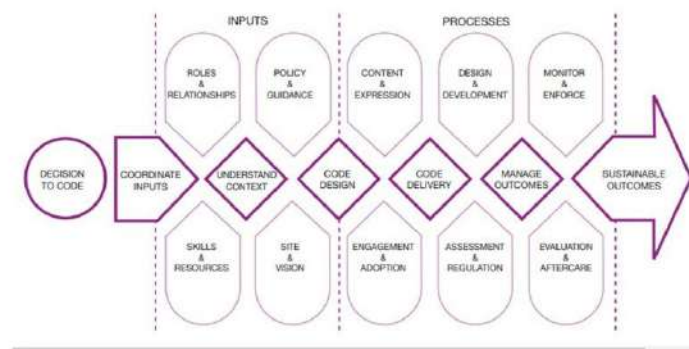 INPUTS
PROCESSES
ROLES
&
RELATIONSHIPS
POLICY
&
GUIDANCE
CONTENT
&
EXPRESSION
DESIGN
&
DEVELOPMENT
MONITOR
&
ENFORCE
DECISION
TO CODE
COORDINATE
INPUTS
UNDERSTAND
CONTEXT
CODE
DESIGN
CODE
DELIVERY
MANAGE
OUTCOMES
SUSTAINABLE
OUTCOMES
SKILLS
&
RESOURCES
SITE
&
VISION
ENGAGEMENT
&
ADOPTION
ASSESSMENT
&
REGULATION
EVALUATION
&
AFTERCARE